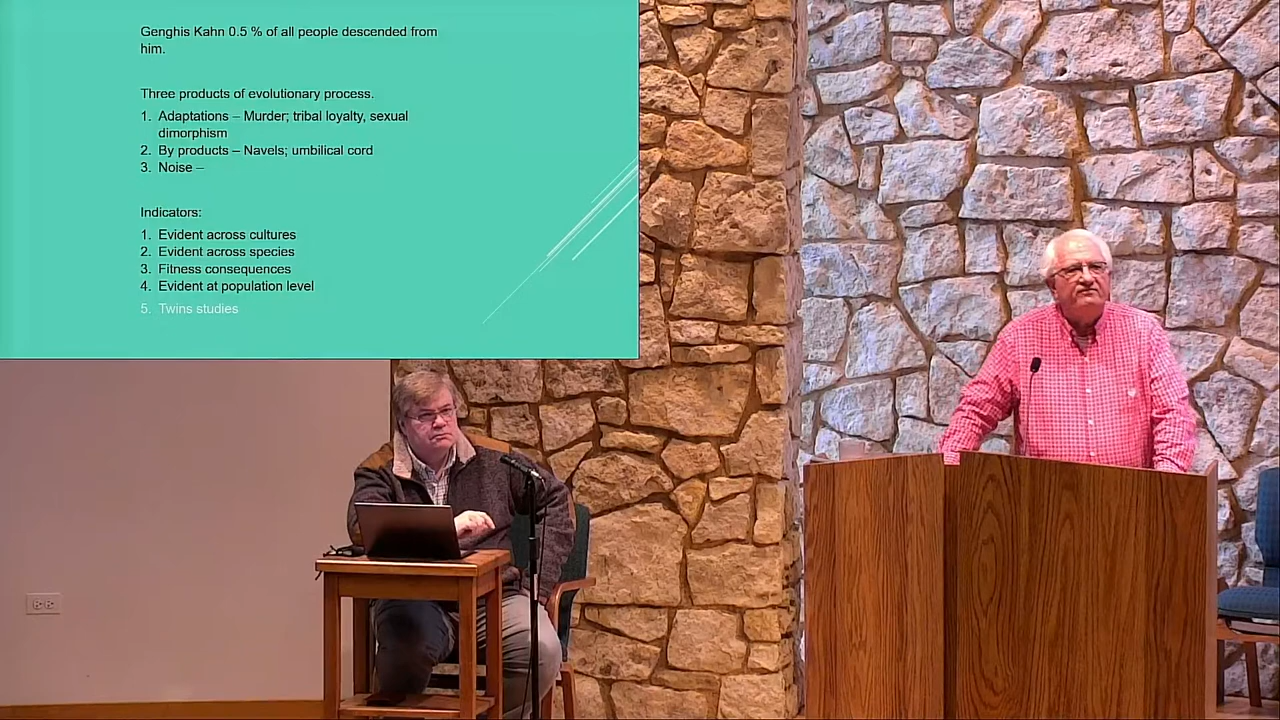 Genghis Kahn 0.5 % of all people descended from
him.
Three products of evolutionary process.
1. Adaptations – Murder; tribal loyalty, sexual
dimorphism
2. By products – Navels; umbilical cord
3. Noise –
Indicators:
1. Evident across cultures
2. Evident across species
3. Fitness consequences
4. Evident at population level
5. Twins studies